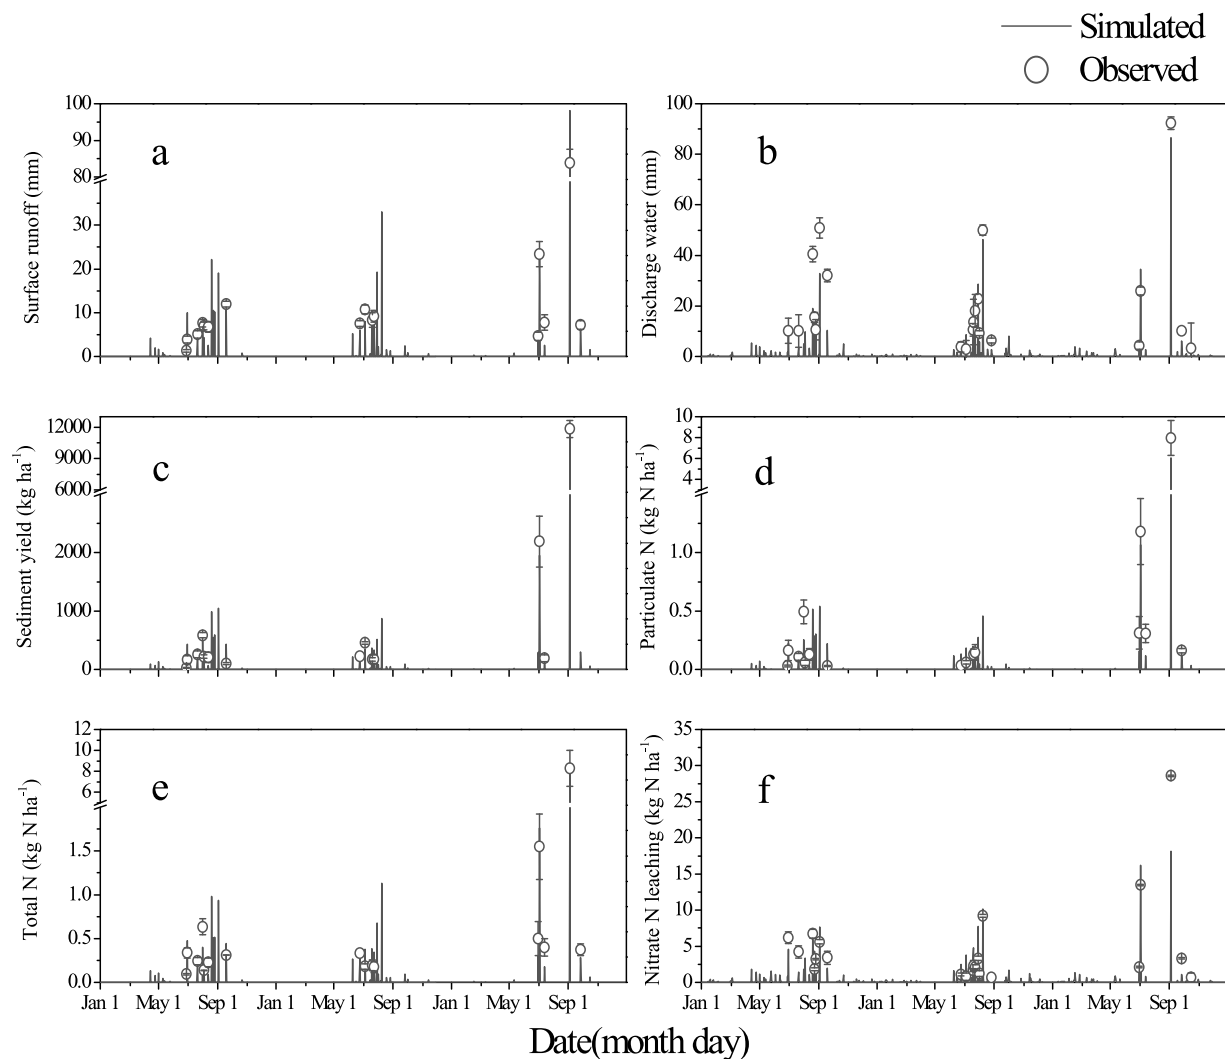 Simulated
Observed
100
90
80
30
20
10
0
Surface runoff (mm)
a
100
80
60
40
20
0
Discharge water (mm)
b
12000
9000
6000
2000
1000
0
Sediment yield (kg ha-1)
c
10
8
6
4
1.0
0.5
0.0
Particulate N (kg N ha-1)
d
12
10
8
6
1.5
1.0
0.5
0.0
Total N (kg N ha-1)
e
35
30
25
20
15
10
5
0
Nitrate N leaching (kg N ha-1)
f
Jan 1 May 1 Sep 1 Jan 1 May 1 Sep 1 Jan 1 May 1 Sep 1
Jan 1 May 1 Sep 1 Jan 1 May 1 Sep 1 Jan 1 May 1 Sep 1
Date(month day)